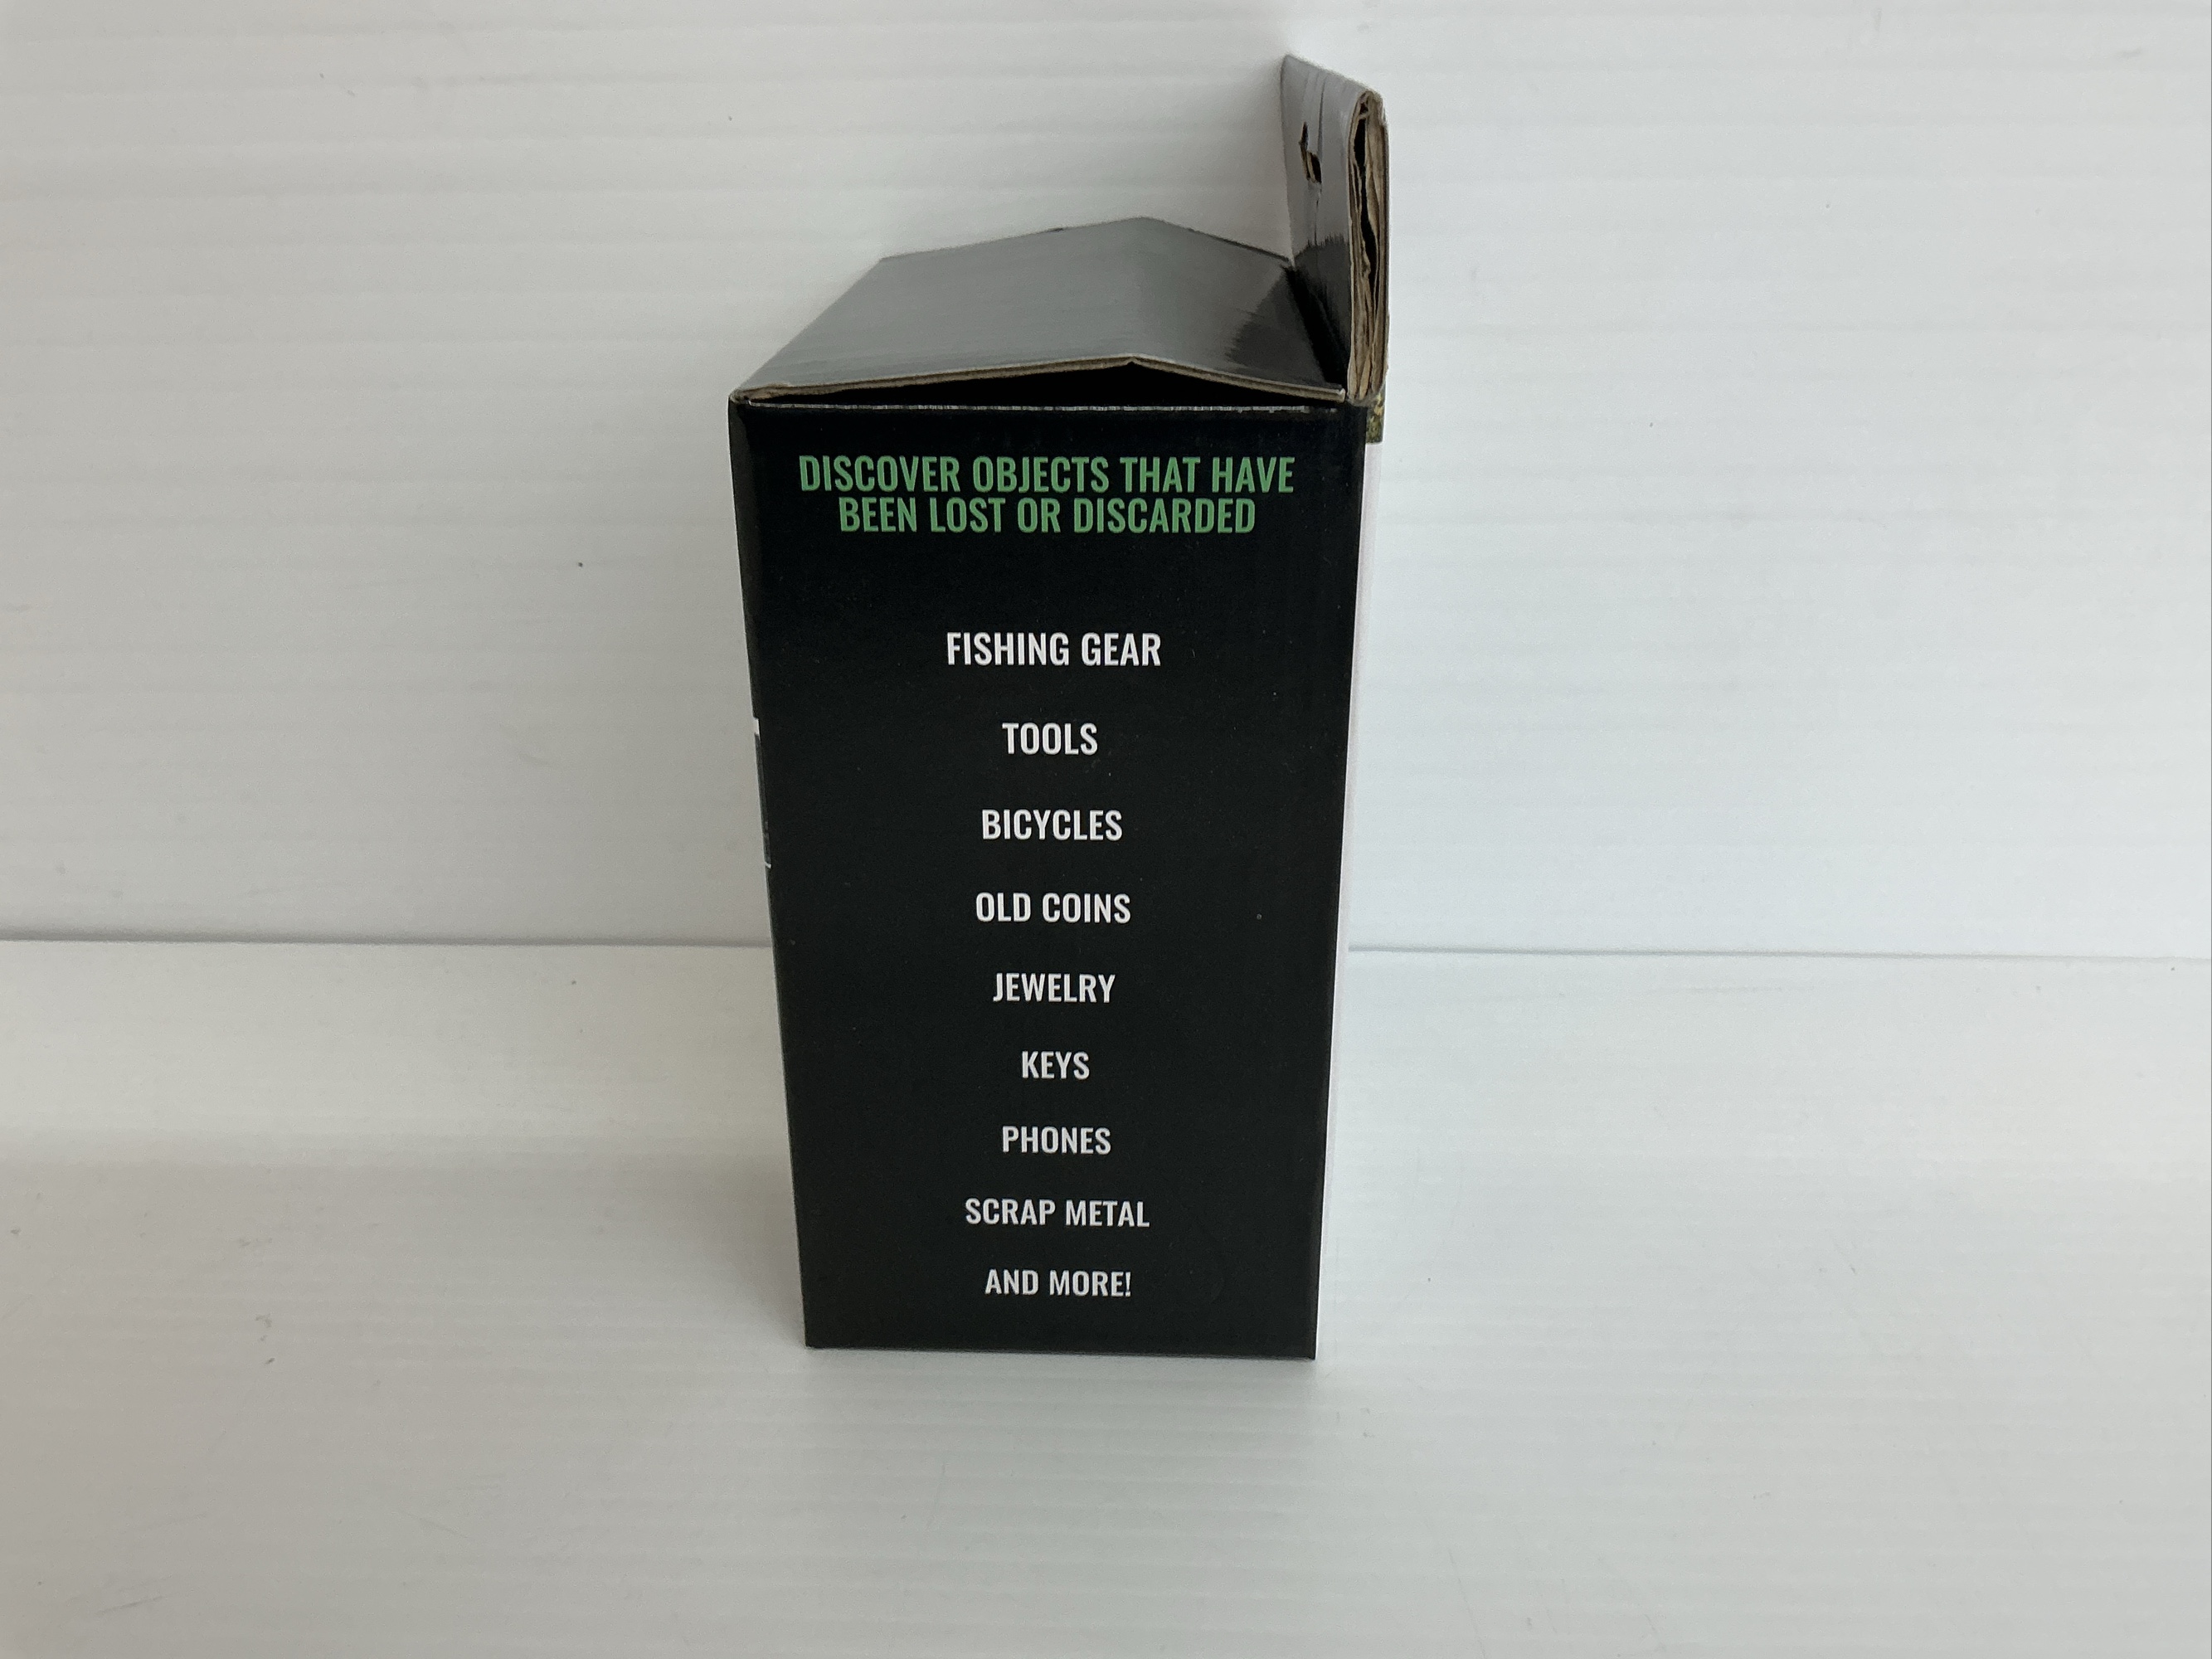 DISCOVER OBJECTS THAT HAVE
BEEN LOST OR DISCARDED
FISHING GEAR
TOOLS
BICYCLES
OLD COINS
JEWELRY
KEYS
PHONES
SCRAP METAL
AND MORE!